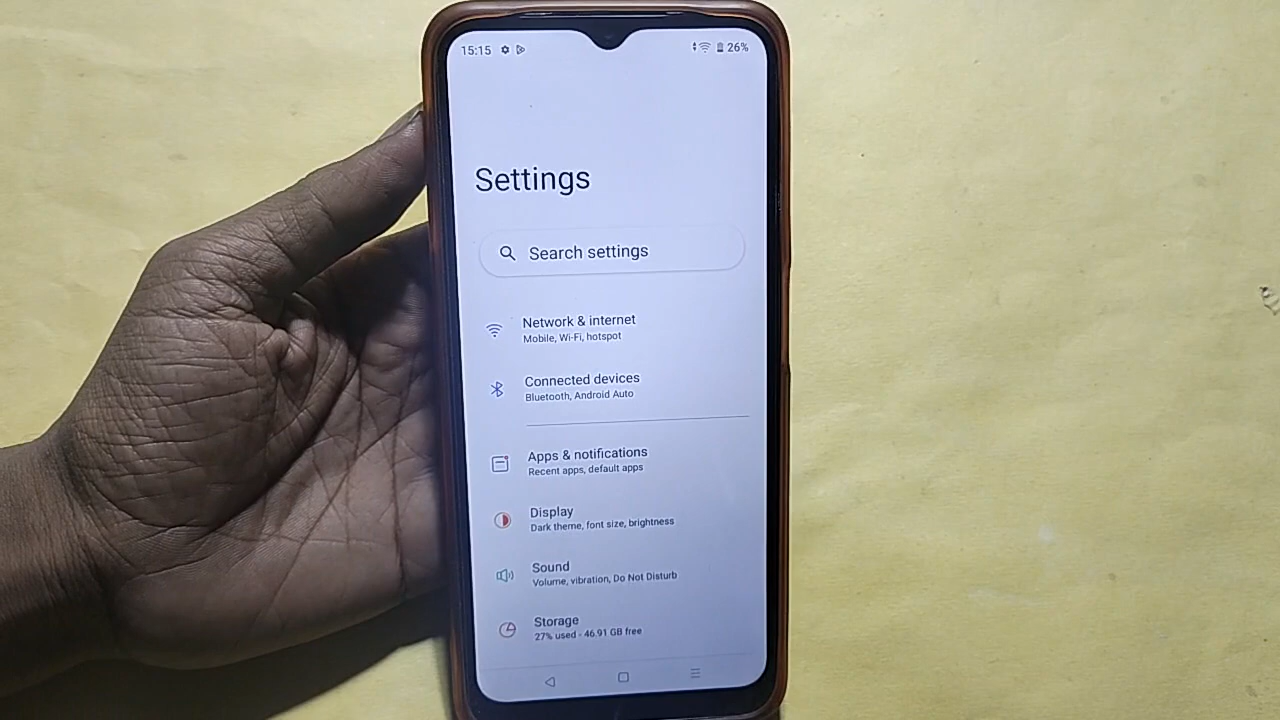 15:15 26%
Settings
Search settings
Network & internet
Mobile, Wi-Fi, hotspot
Connected devices
Bluetooth, Android Auto
Apps & notifications
Recent apps, default apps
Display
Dark theme, font size, brightness
Sound
Volume, vibration, Do Not Disturb
Storage
27% used - 46.91 GB free